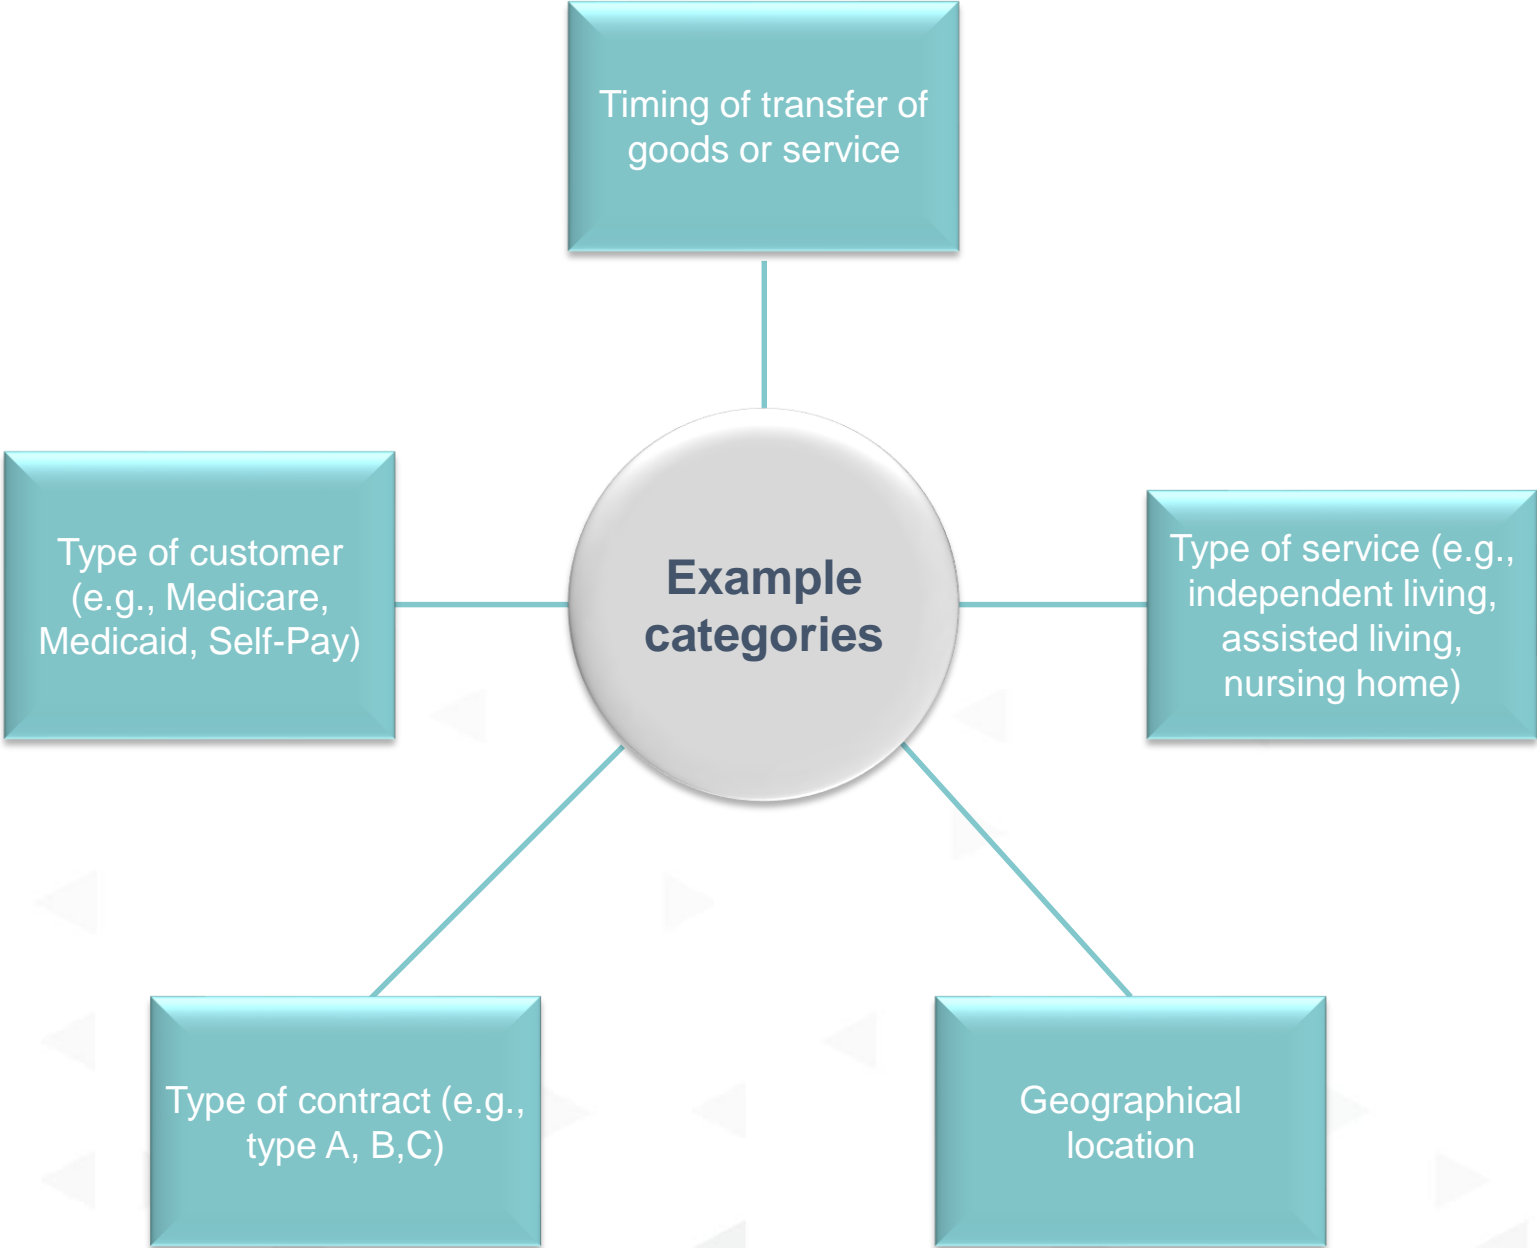 Timing of transfer of
goods or service
Type of customer
(e.g., Medicare,
Medicaid, Self-Pay)
Example
categories
Type of service (e.g.,
independent living,
assisted living,
nursing home)
Type of contract (e.g.,
type A, B,C)
Geographical
location